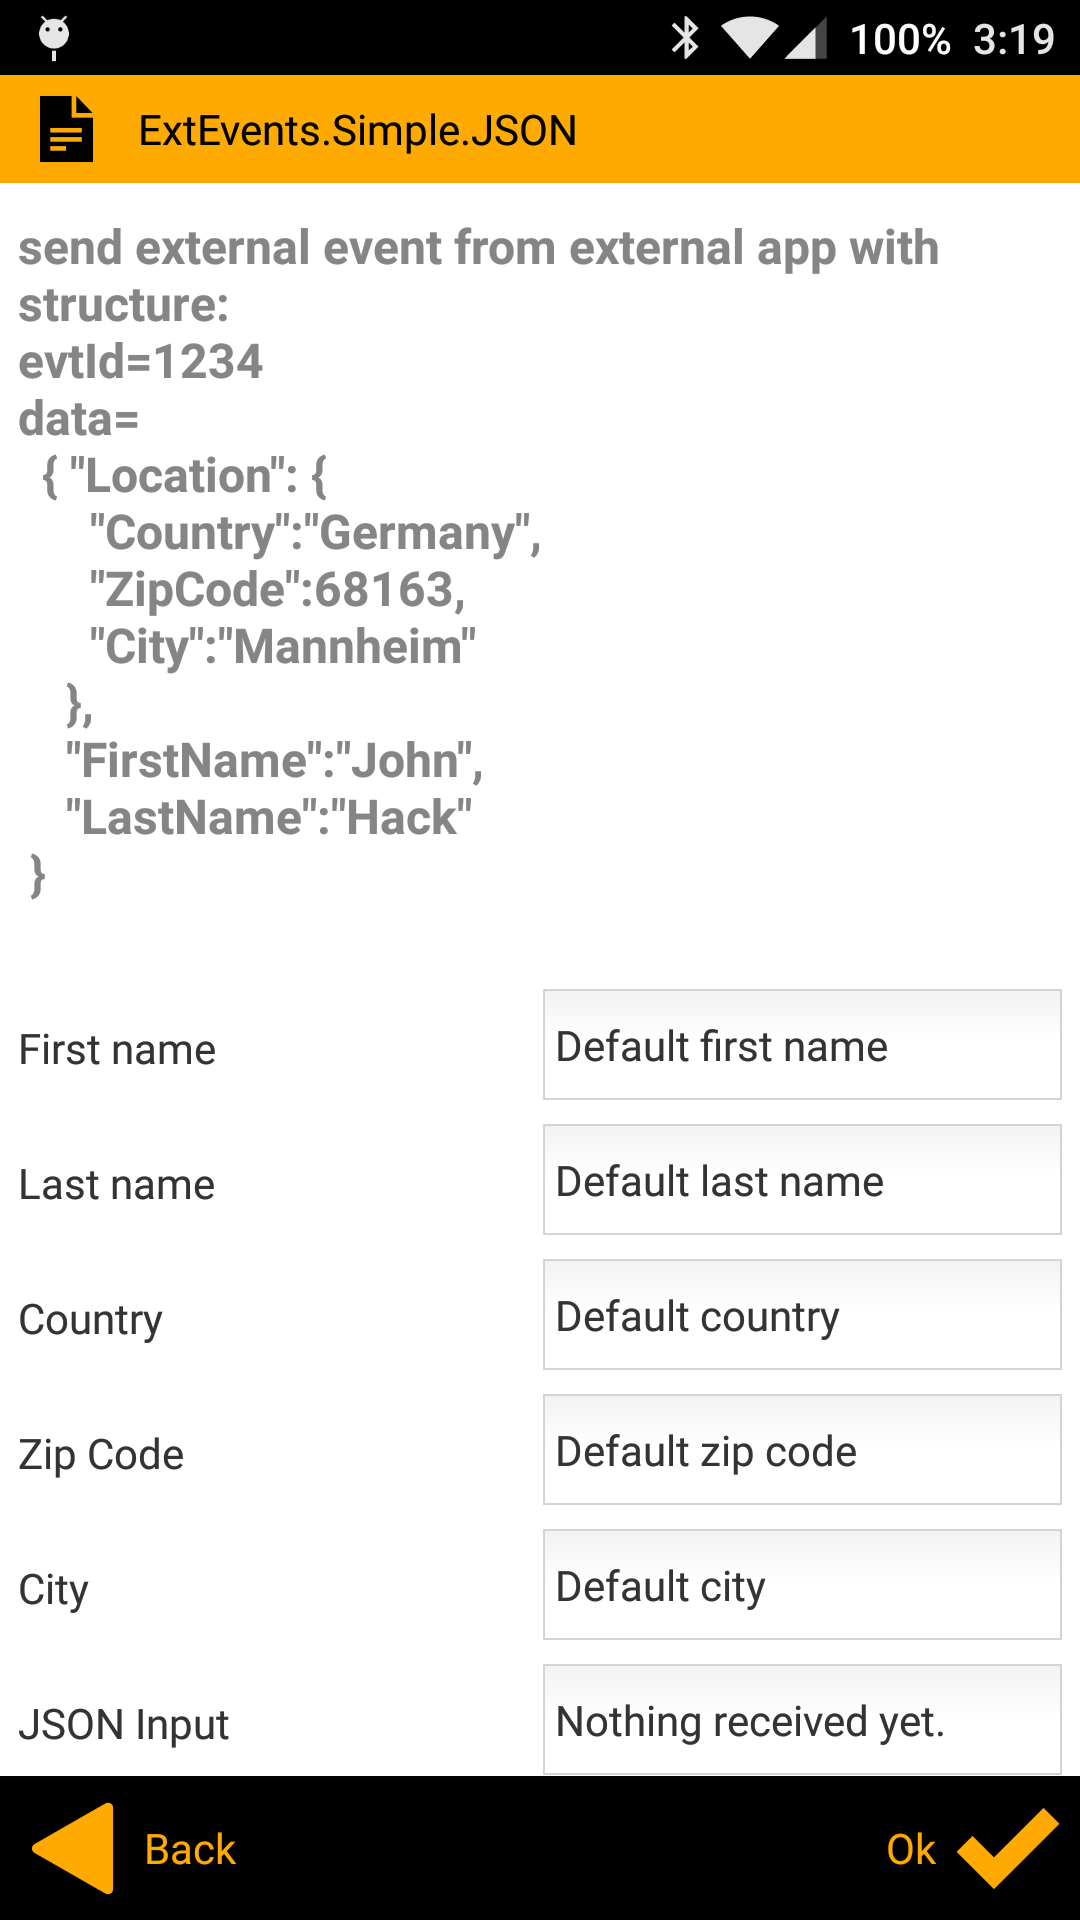 100% 3:19
ExtEvents.Simple.JSON
send external event from external app with
structure:
evtId=1234
data=
{ "Location": {
"Country":"Germany",
"ZipCode":68163,
"City":"Mannheim"
},
"FirstName":"John",
"LastName":"Hack"
}
First name Default first name
Last name Default last name
Country Default country
Zip Code Default zip code
City Default city
JSON Input Nothing received yet.
Back Ok